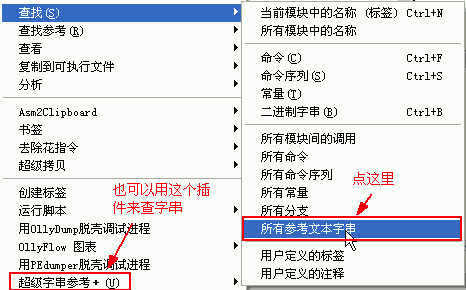 查找(S)
查找参考(R)
查看
复制到可执行文件
分析
Asm2Clipboard
书签
去除花指令
超级拷贝
创建标签
运行脚本
用OllyDump脱壳调试进程
OllyFlow 图表
用PEdumper脱壳调试进程
超级字串参考+ (U)
也可以用这个插
件来查字串
当前模块中的名称 (标签) Ctrl+N
所有模块中的名称
命令(C) Ctrl+F
命令序列(S) Ctrl+S
常量(T)
二进制字串(B) Ctrl+B
所有模块间的调用
所有命令
所有命令序列
所有常量
所有分支
所有参考文本字串
用户定义的标签
用户定义的注释
点这里